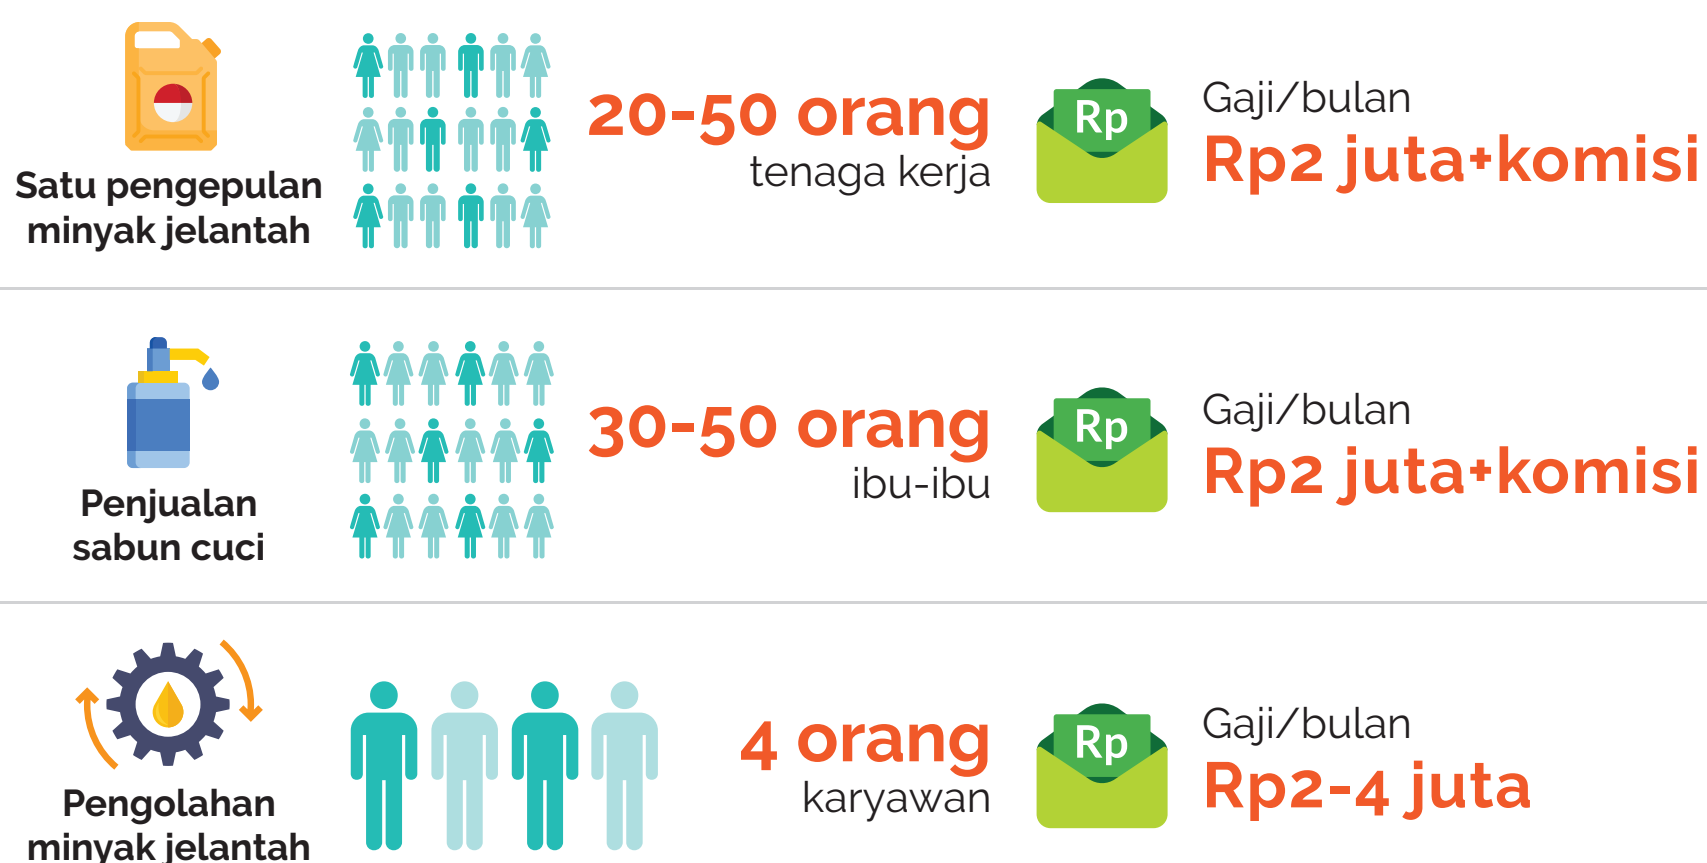 Satu pengepulan
minyak jelantah
20-50 orang
tenaga kerja
Rp
Gaji/bulan
Rp2 juta+komisi
Penjualan
sabun cuci
30-50 orang
ibu-ibu
Rp
Gaji/bulan
Rp2 juta+komisi
Pengolahan
minyak jelantah
4 orang
karyawan
Rp
Gaji/bulan
Rp2-4 juta